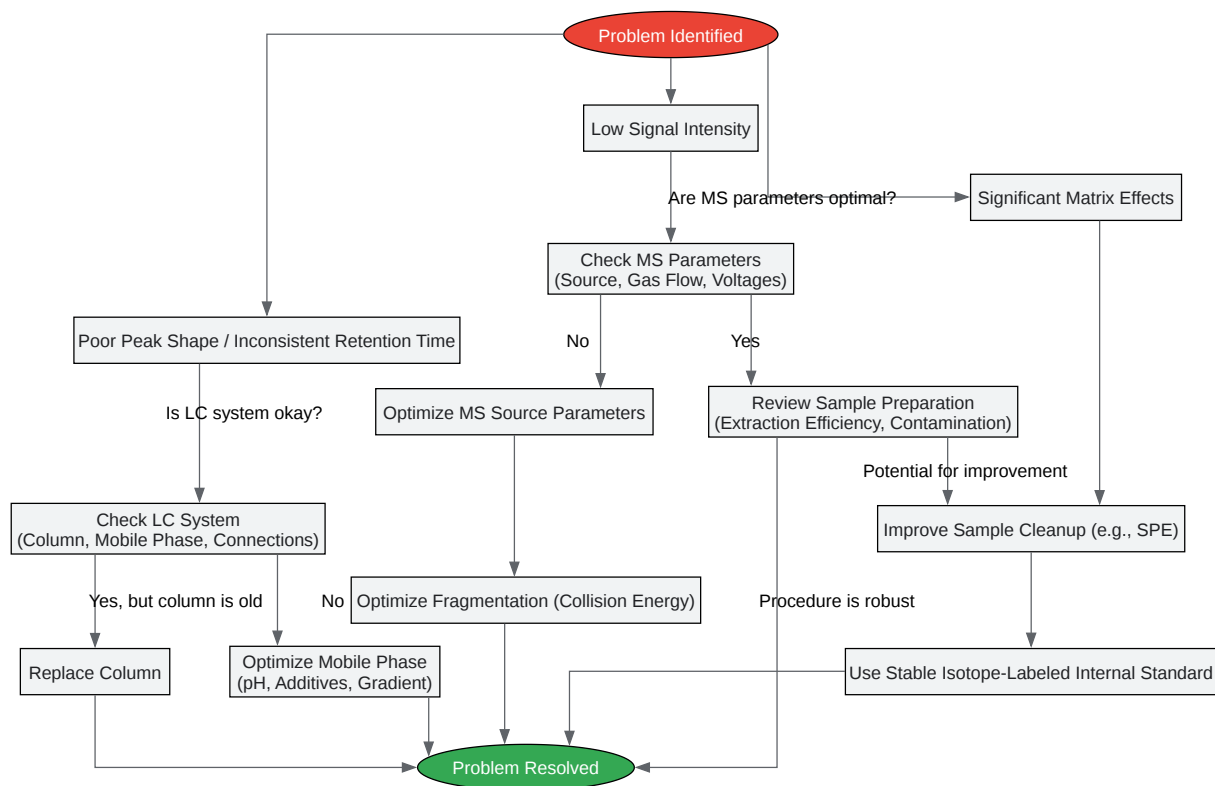 Problem Identified
Low Signal Intensity
Are MS parameters optimal?
Significant Matrix Effects
Check MS Parameters
(Source, Gas Flow, Voltages)
Poor Peak Shape / Inconsistent Retention Time
No
Yes
Is LC system okay?
Optimize MS Source Parameters
Review Sample Preparation
(Extraction Efficiency, Contamination)
Potential for improvement
Check LC System
(Column, Mobile Phase, Connections)
Improve Sample Cleanup (e.g., SPE)
Yes, but column is old
No
Optimize Fragmentation (Collision Energy)
Procedure is robust
Replace Column
Optimize Mobile Phase
(pH, Additives, Gradient)
Use Stable Isotope-Labeled Internal Standard
Problem Resolved